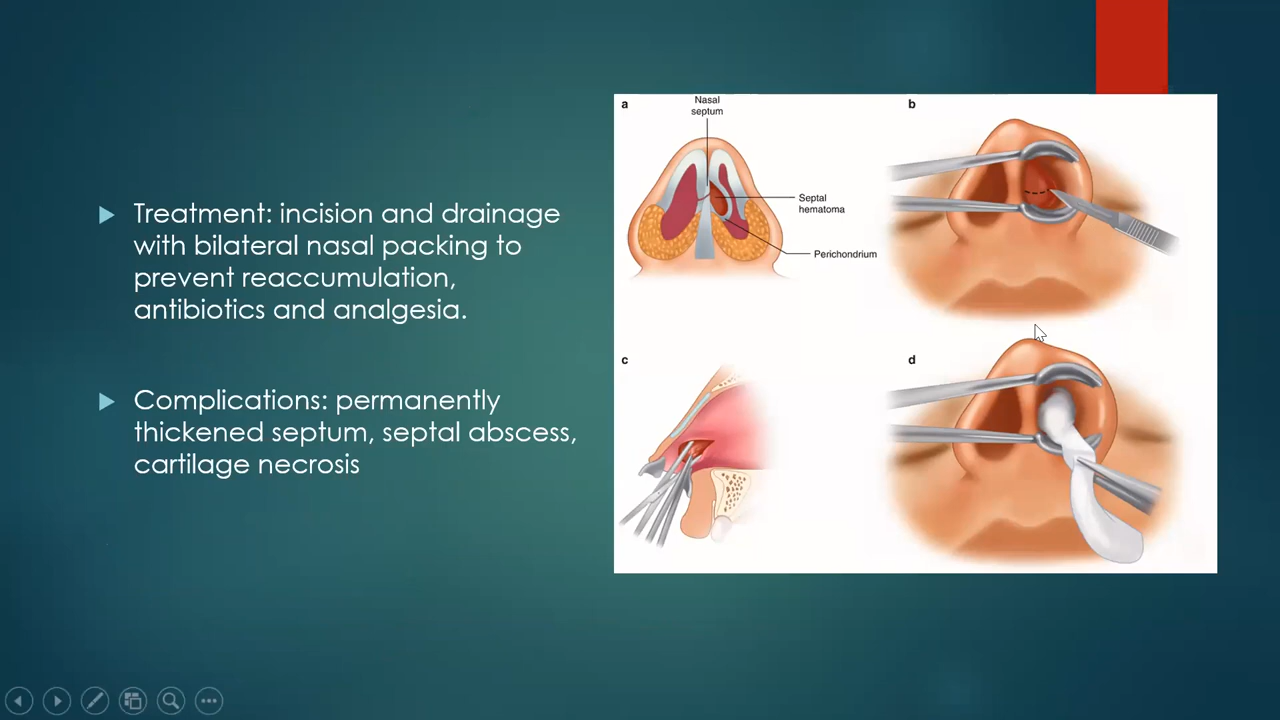 Treatment: incision and drainage
with bilateral nasal packing to
prevent reaccumulation,
antibiotics and analgesia.
Complications: permanently
thickened septum, septal abscess,
cartilage necrosis
a
Nasal
septum
Septal
hematoma
Perichondrium
b
c
d